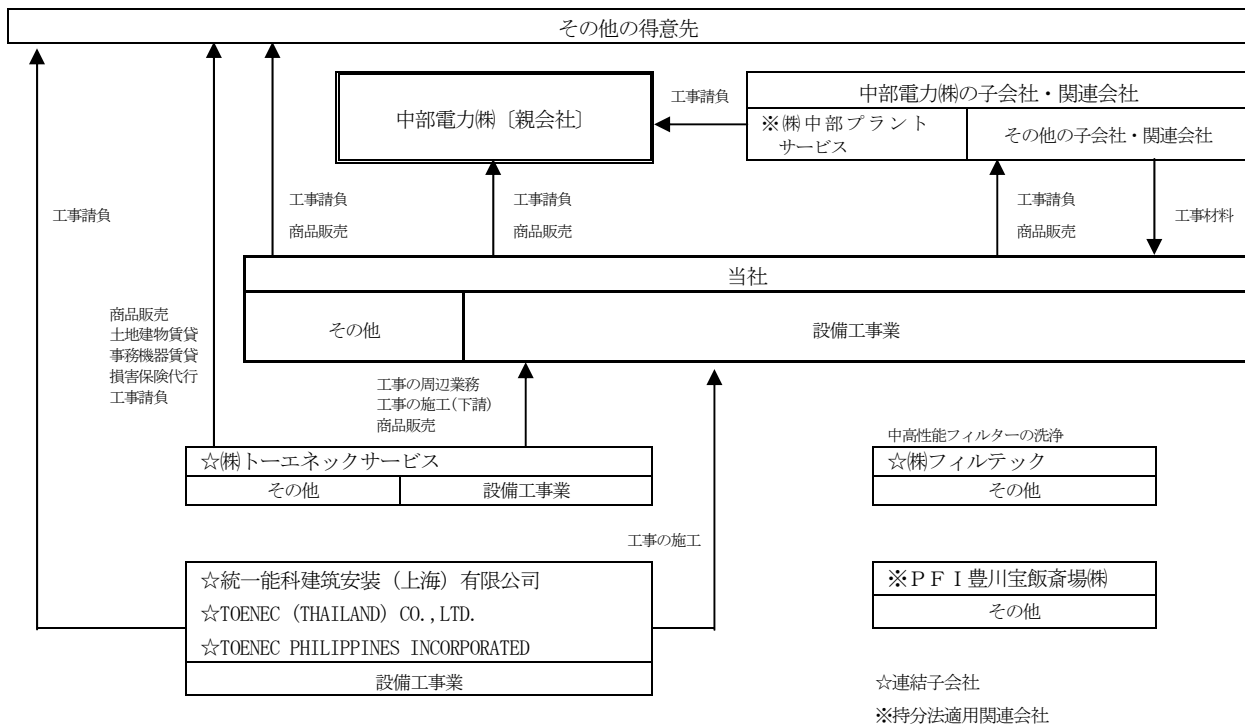 その他の得意先
中部電力㈱〔親会社〕
工事請負
中部電力㈱の子会社・関連会社
※㈱中部プラント
サービス
その他の子会社・関連会社
工事請負
工事請負
商品販売
工事請負
商品販売
工事請負
商品販売
工事材料
当社
その他
設備工事業
商品販売
土地建物賃貸
事務機器賃貸
損害保険代行
工事請負
工事の周辺業務
工事の施工(下請)
商品販売
☆㈱トーエネックサービス
その他
設備工事業
中高性能フィルターの洗浄
☆㈱フィルテック
その他
工事の施工
☆統一能科建筑安装（上海）有限公司
☆TOENEC (THAILAND) CO.,LTD.
☆TOENEC PHILIPPINES INCORPORATED
設備工事業
※ＰＦＩ豊川宝飯斎場㈱
その他
☆連結子会社
※持分法適用関連会社